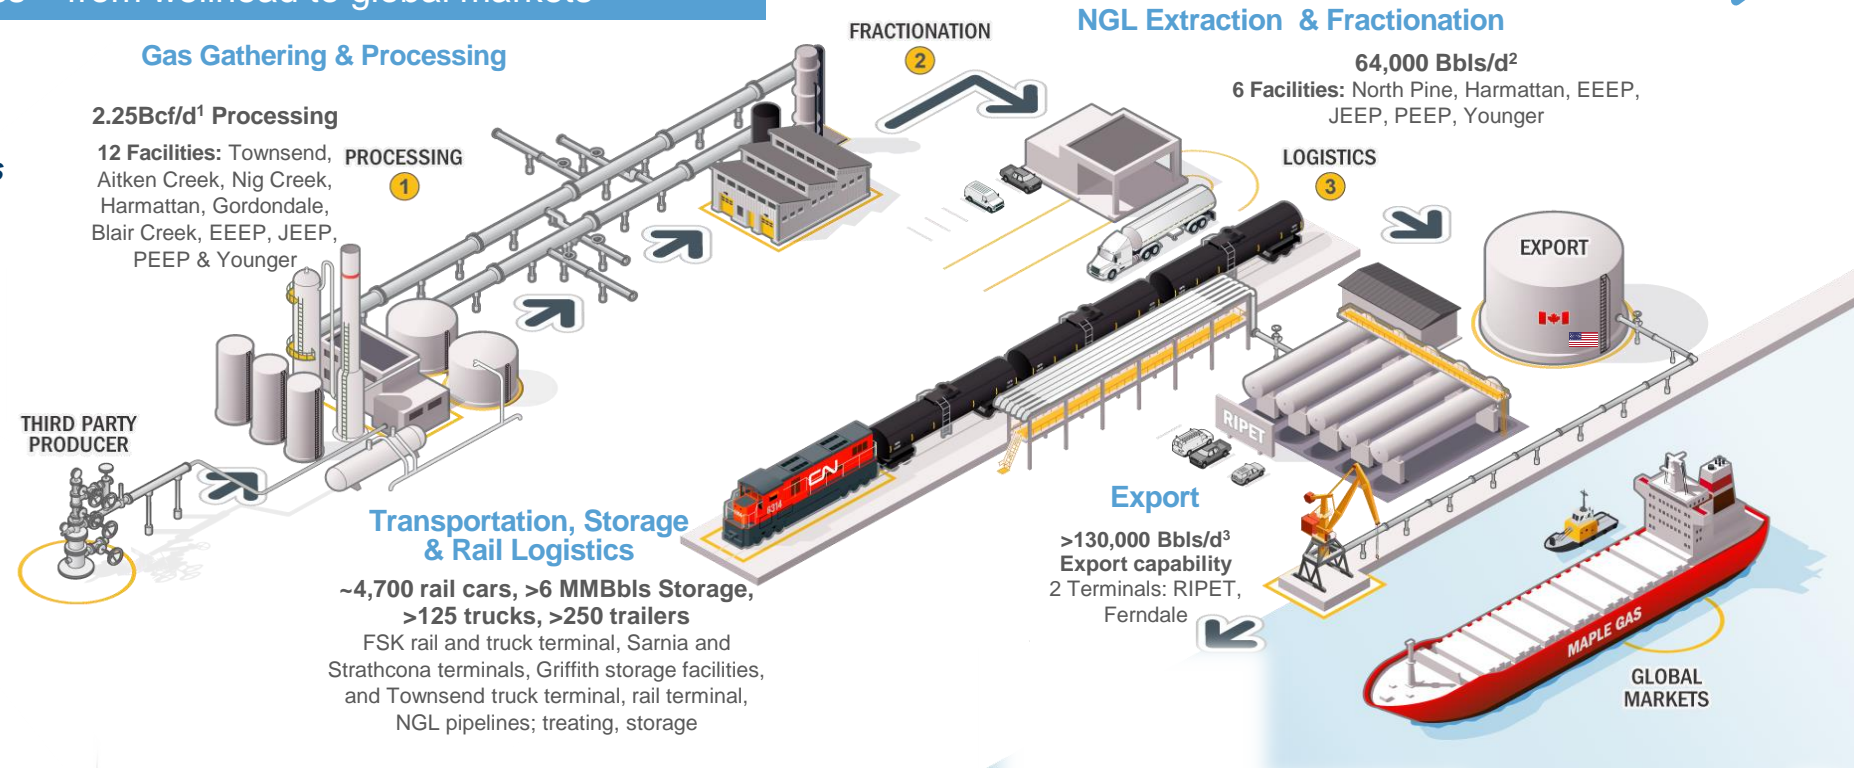 – from wellhead to global markets
Gas Gathering & Processing
2.25Bcf/d1 Processing
12 Facilities: Townsend,
Aitken Creek, Nig Creek,
Harmattan, Gordondale,
Blair Creek, EEEP, JEEP,
PEEP & Younger
PROCESSING
1
FRACTIONATION
2
NGL Extraction & Fractionation
64,000 Bbls/d2
6 Facilities: North Pine, Harmattan, EEEP,
JEEP, PEEP, Younger
LOGISTICS
3
EXPORT
THIRD PARTY
PRODUCER
RIPET
CN
Transportation, Storage
& Rail Logistics
~4,700 rail cars, >6 MMBbls Storage,
>125 trucks, >250 trailers
FSK rail and truck terminal, Sarnia and
Strathcona terminals, Griffith storage facilities,
and Townsend truck terminal, rail terminal,
NGL pipelines; treating, storage
Export
>130,000 Bbls/d3
Export capability
2 Terminals: RIPET,
Ferndale
MAPLE GAS
GLOBAL
MARKETS